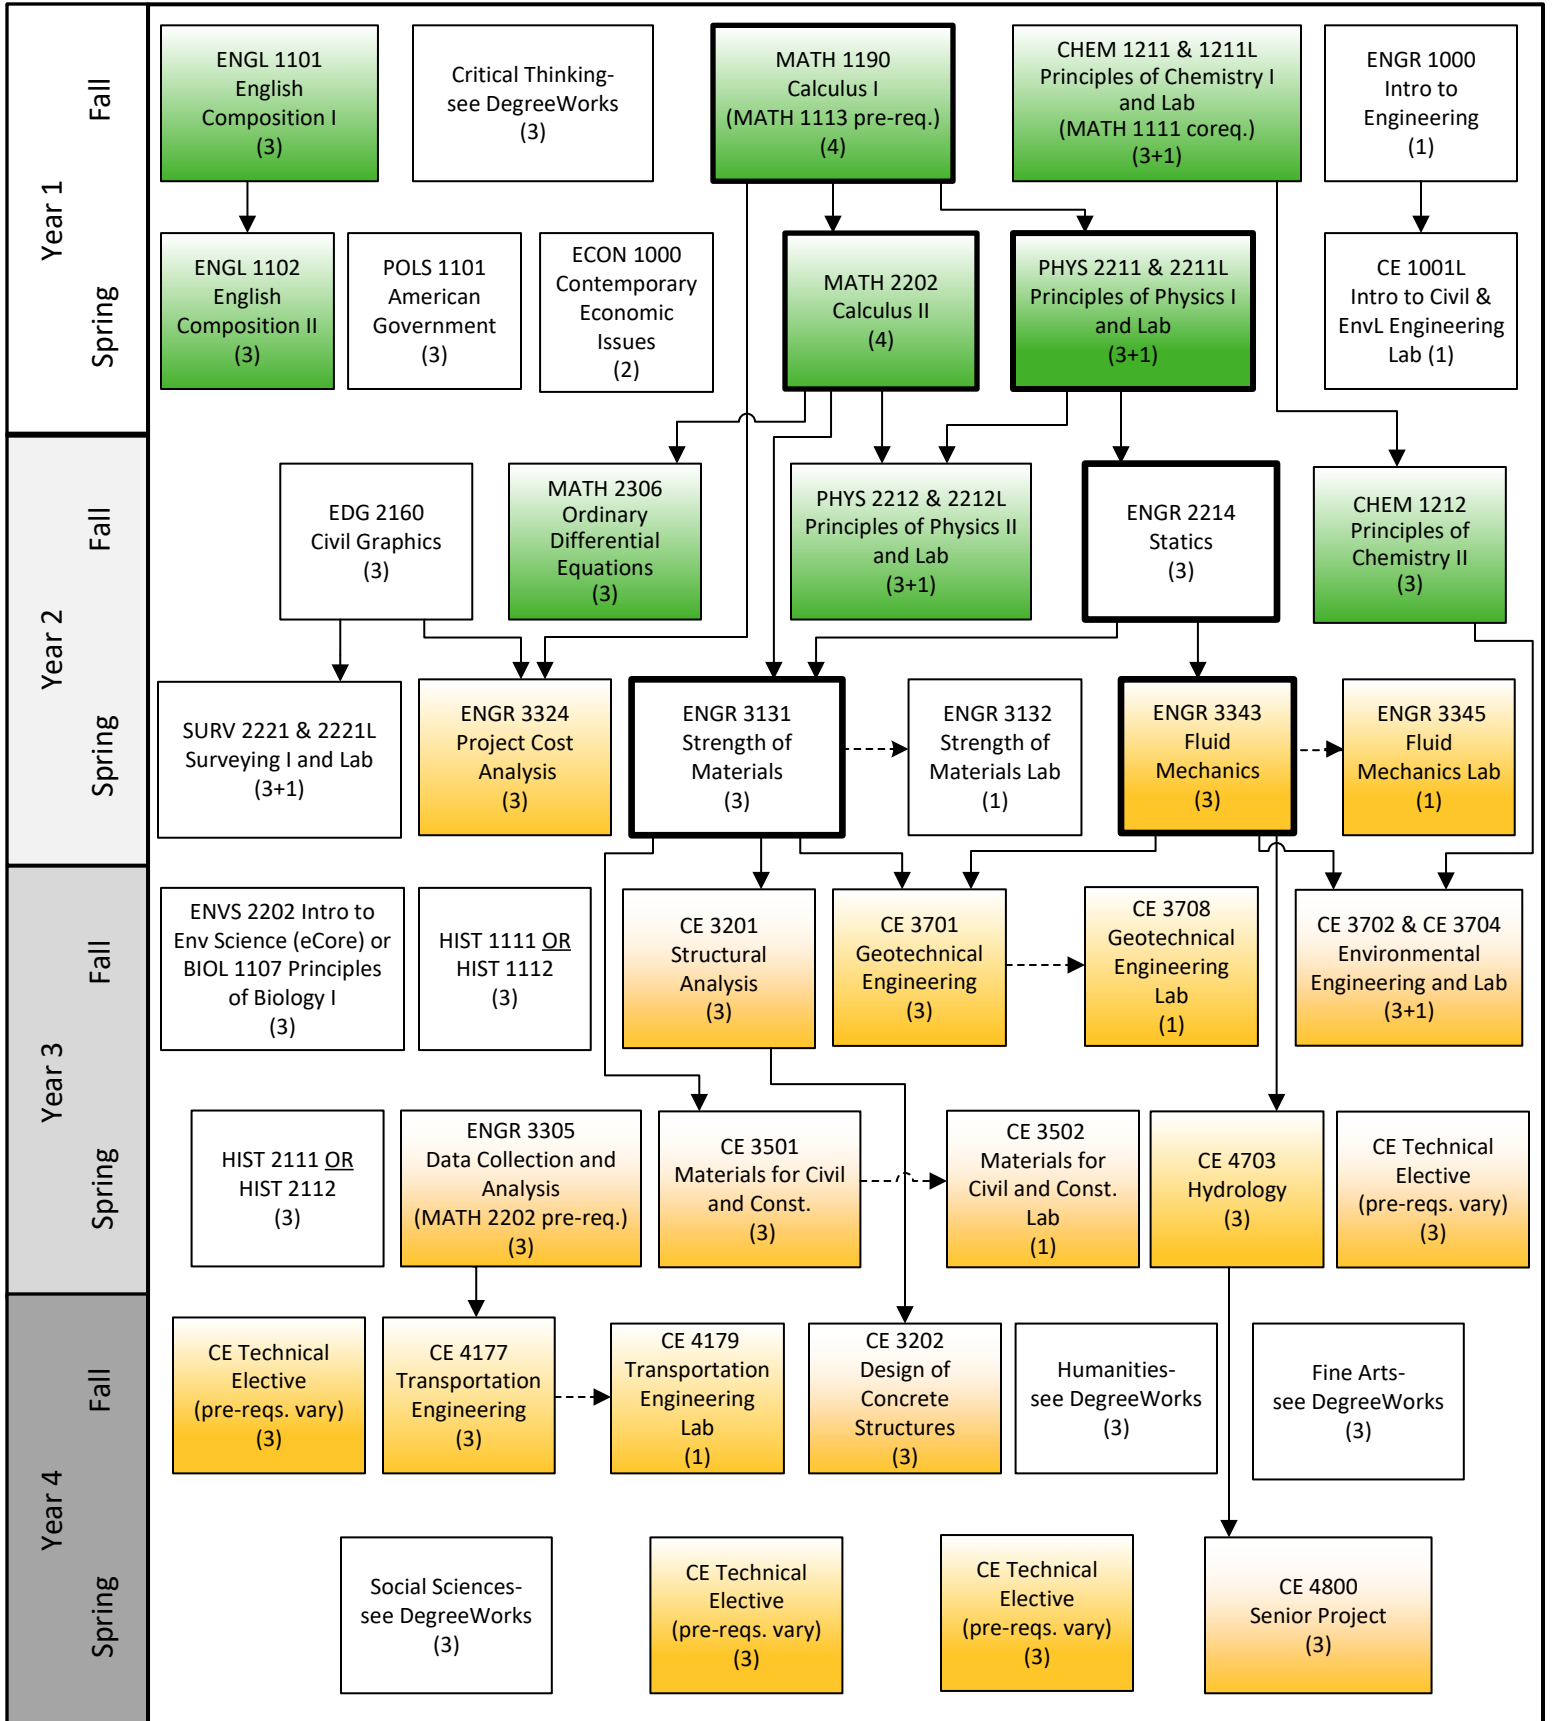 Year 1
Fall
ENGL 1101
English
Composition I
(3)
Critical Thinking-
see DegreeWorks
(3)
MATH 1190
Calculus I
(MATH 1113 pre-req.)
(4)
CHEM 1211 & 1211L
Principles of Chemistry I
and Lab
(MATH 1111 coreq.)
(3+1)
ENGR 1000
Intro to
Engineering
(1)
Spring
ENGL 1102
English
Composition II
(3)
POLS 1101
American
Government
(3)
ECON 1000
Contemporary
Economic
Issues
(2)
MATH 2202
Calculus II
(4)
PHYS 2211 & 2211L
Principles of Physics I
and Lab
(3+1)
CE 1001L
Intro to Civil &
EnvL Engineering
Lab (1)
Year 2
Fall
EDG 2160
Civil Graphics
(3)
MATH 2306
Ordinary
Differential
Equations
(3)
PHYS 2212 & 2212L
Principles of Physics II
and Lab
(3+1)
ENGR 2214
Statics
(3)
CHEM 1212
Principles of
Chemistry II
(3)
Spring
SURV 2221 & 2221L
Surveying I and Lab
(3+1)
ENGR 3324
Project Cost
Analysis
(3)
ENGR 3131
Strength of
Materials
(3)
ENGR 3132
Strength of
Materials Lab
(1)
ENGR 3343
Fluid
Mechanics
(3)
ENGR 3345
Fluid
Mechanics Lab
(1)
Year 3
Fall
ENVS 2202 Intro to
Env Science (eCore) or
BIOL 1107 Principles
of Biology I
(3)
HIST 1111 OR
HIST 1112
(3)
CE 3201
Structural
Analysis
(3)
CE 3701
Geotechnical
Engineering
(3)
CE 3708
Geotechnical
Engineering
Lab
(1)
CE 3702 & CE 3704
Environmental
Engineering and Lab
(3+1)
Spring
HIST 2111 OR
HIST 2112
(3)
ENGR 3305
Data Collection and
Analysis
(MATH 2202 pre-req.)
(3)
CE 3501
Materials for Civil
and Const.
(3)
CE 3502
Materials for
Civil and Const.
Lab
(1)
CE 4703
Hydrology
(3)
CE Technical
Elective
(pre-reqs. vary)
(3)
Year 4
Fall
CE Technical
Elective
(pre-reqs. vary)
(3)
CE 4177
Transportation
Engineering
(3)
CE 4179
Transportation
Engineering
Lab
(1)
CE 3202
Design of
Concrete
Structures
(3)
Humanities-
see DegreeWorks
(3)
Fine Arts-
see DegreeWorks
(3)
Spring
Social Sciences-
see DegreeWorks
(3)
CE Technical
Elective
(pre-reqs. vary)
(3)
CE Technical
Elective
(pre-reqs. vary)
(3)
CE 4800
Senior Project
(3)